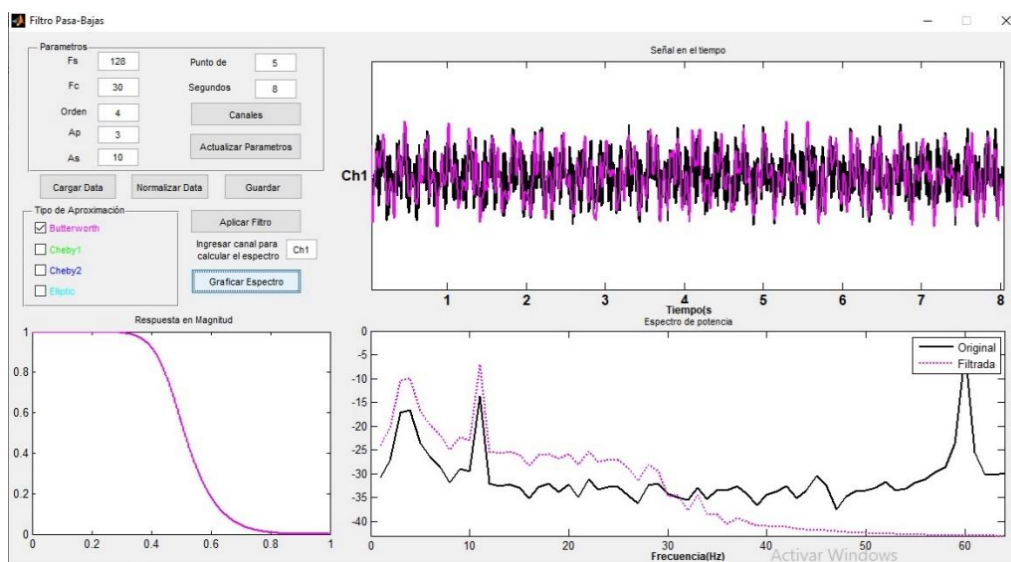 Filtro Pasa-Bajas
Parametros
Fs 128
Fc 30
Orden 4
Ap 3
As 10
Punto de 5
Segundos 8
Canales
Actualizar Parametros
Cargar Data
Normalizar Data
Guardar
Tipo de Aproximación
Butterworth
Cheby1
Cheby2
Elliptic
Aplicar Filtro
Ingresar canal para
calcular el espectro Ch1
Graficar Espectro
Señal en el tiempo
Ch1
1 2 3 4 5 6 7 8
Tiempo(s
Respuesta en Magnitud
1
0.8
0.6
0.4
0.2
0
0 0.2 0.4 0.6 0.8 1
Espectro de potencia
0
-5
-10
-15
-20
-25
-30
-35
-40
Original
Filtrada
0 10 20 30 40 50 60
Frecuencia(Hz)
Activar Windows